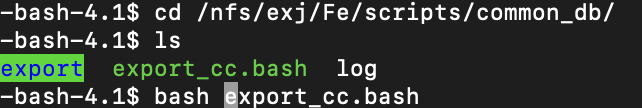 -bash-4.1$ cd /nfs/exj/Fe/scripts/common_db/
-bash-4.1$ ls
export  export_cc.bash  log
-bash-4.1$ bash export_cc.bash